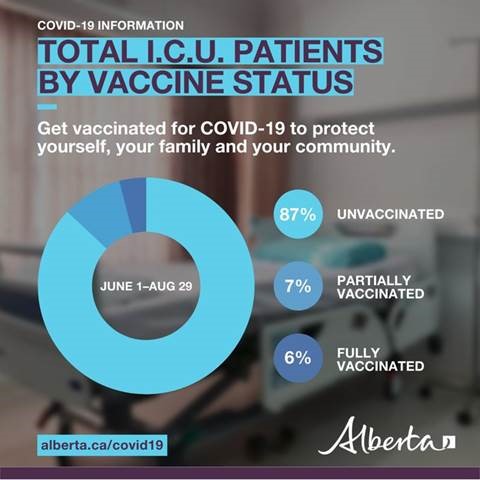 COVID-19 INFORMATION
TOTAL I.C.U. PATIENTS
BY VACCINE STATUS
Get vaccinated for COVID-19 to protect
yourself, your family and your community.
JUNE 1–AUG 29
87% UNVACCINATED
7% PARTIALLY
VACCINATED
6% FULLY
VACCINATED
alberta.ca/covid19
Alberta